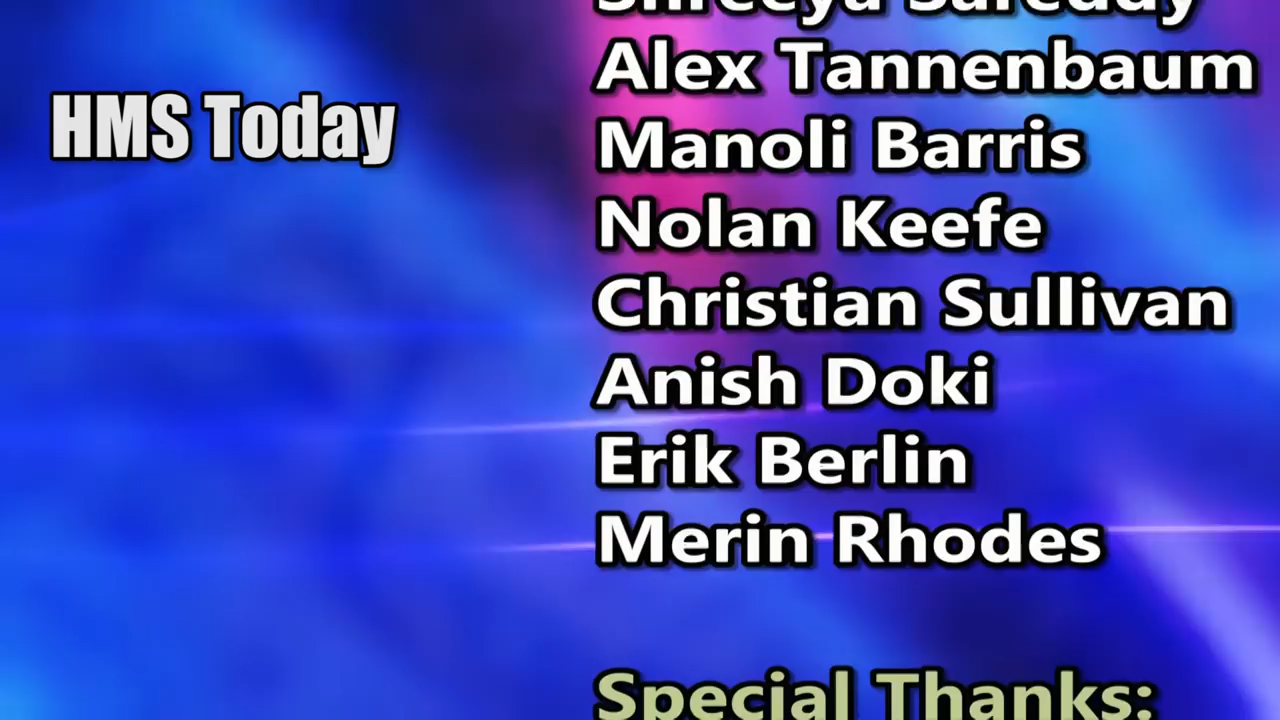 HMS Today
Alex Tannenbaum
Manoli Barris
Nolan Keefe
Christian Sullivan
Anish Doki
Erik Berlin
Merin Rhodes
Special Thanks: